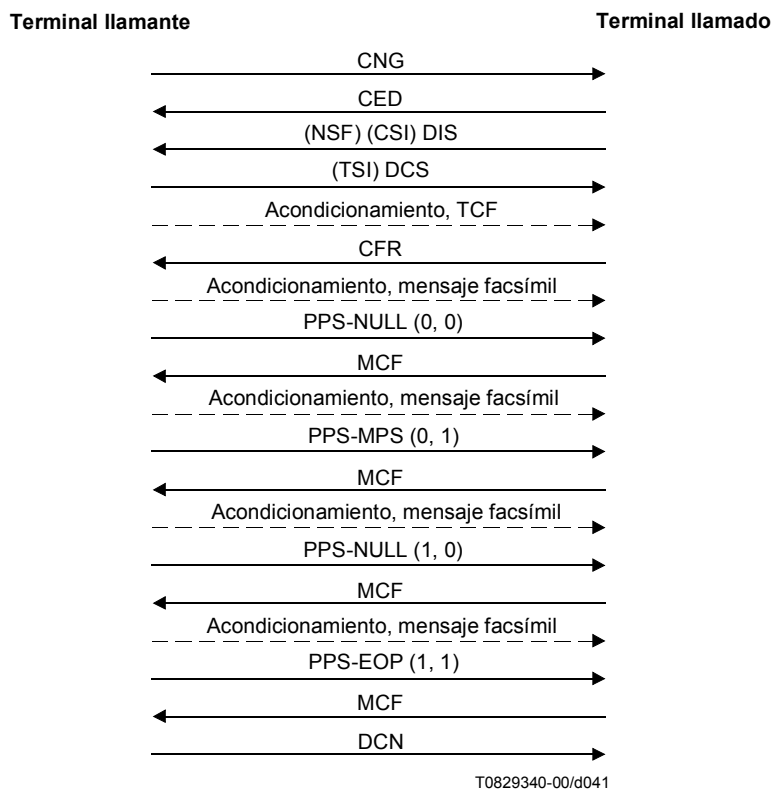 Terminal llamante
Terminal llamado
CNG
CED
(NSF) (CSI) DIS
(TSI) DCS
Acondicionamiento, TCF
CFR
Acondicionamiento, mensaje facsímil
PPS-NULL (0, 0)
MCF
Acondicionamiento, mensaje facsímil
PPS-MPS (0, 1)
MCF
Acondicionamiento, mensaje facsímil
PPS-NULL (1, 0)
MCF
Acondicionamiento, mensaje facsímil
PPS-EOP (1, 1)
MCF
DCN
T0829340-00/d041